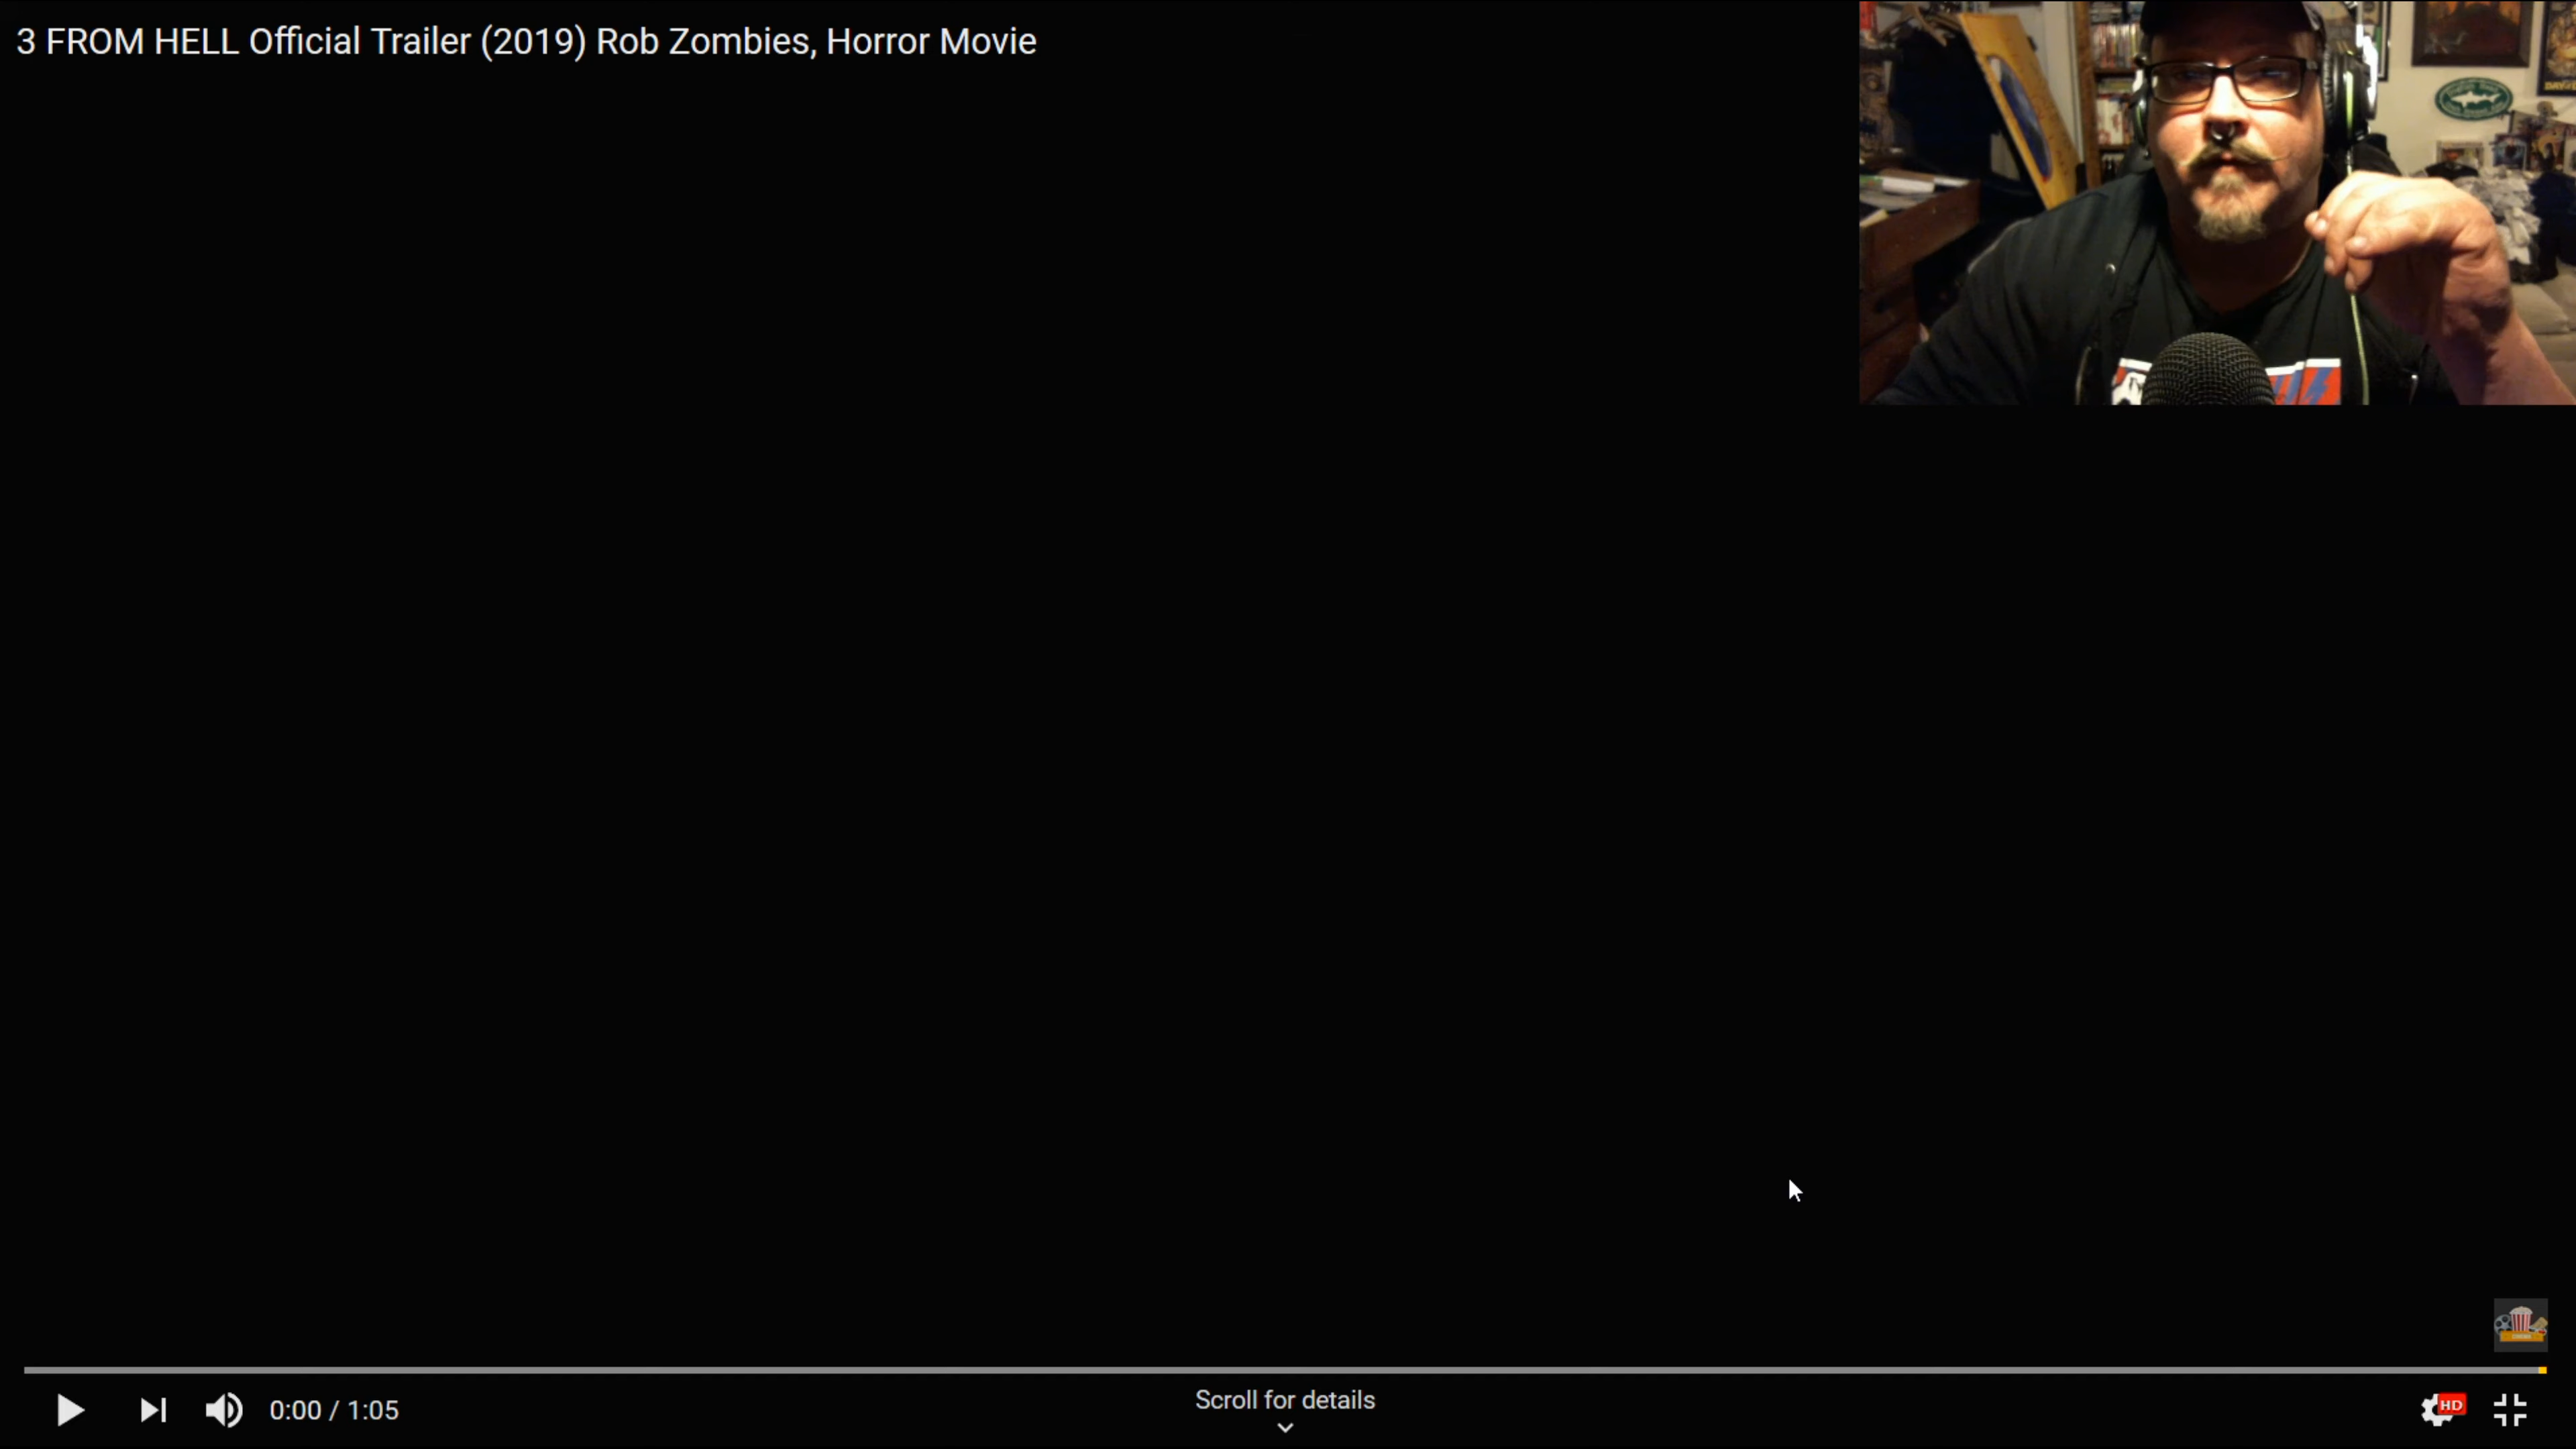 3 FROM HELL Official Trailer (2019) Rob Zombies, Horror Movie
0:00 / 1:05
Scroll for details
HD